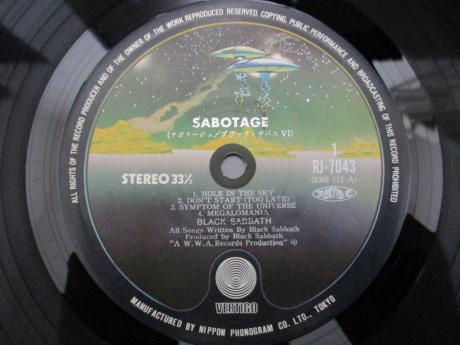 ALL RIGHTS OF THE RECORD PRODUCER AND OF THE OWNER OF THE WORK REPRODUCED RESERVED. COPYING, PUBLIC PERFORMANCE AND BROADCASTING OF THIS RECORD PROHIBITED
SABOTAGE
(サボタージュ/ブラック・サバス VI)
1
RJ-7043
(6366 115 A)
STEREO 33⅓
1. HOLE IN THE SKY
2. DON'T START (TOO LATE)
3. SYMPTOM OF THE UNIVERSE
4. MEGALOMANIA
BLACK SABBATH
All Songs Written By Black Sabbath
Produced by Black Sabbath
"A W.W.A. Records Production"
VERTIGO
MANUFACTURED BY NIPPON PHONOGRAM CO. LTD., TOKYO